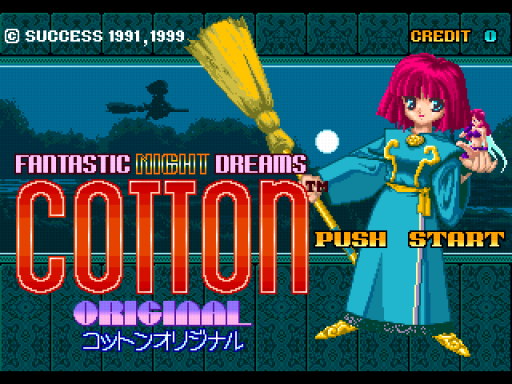 © SUCCESS 1991,1999
CREDIT 0
FANTASTIC NIGHT DREAMS
COTTON™
PUSH START
ORIGINAL
コットンオリジナル